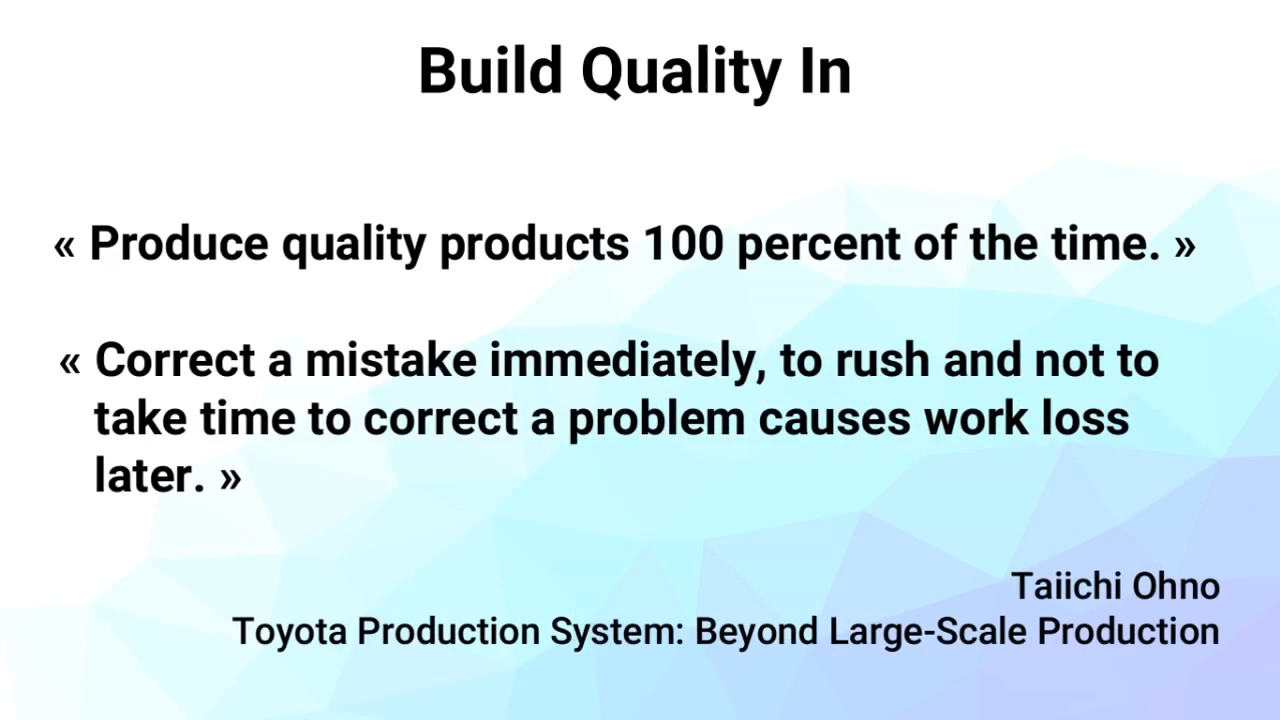 Build Quality In
« Produce quality products 100 percent of the time. »
« Correct a mistake immediately, to rush and not to
take time to correct a problem causes work loss
later. »
Taiichi Ohno
Toyota Production System: Beyond Large-Scale Production